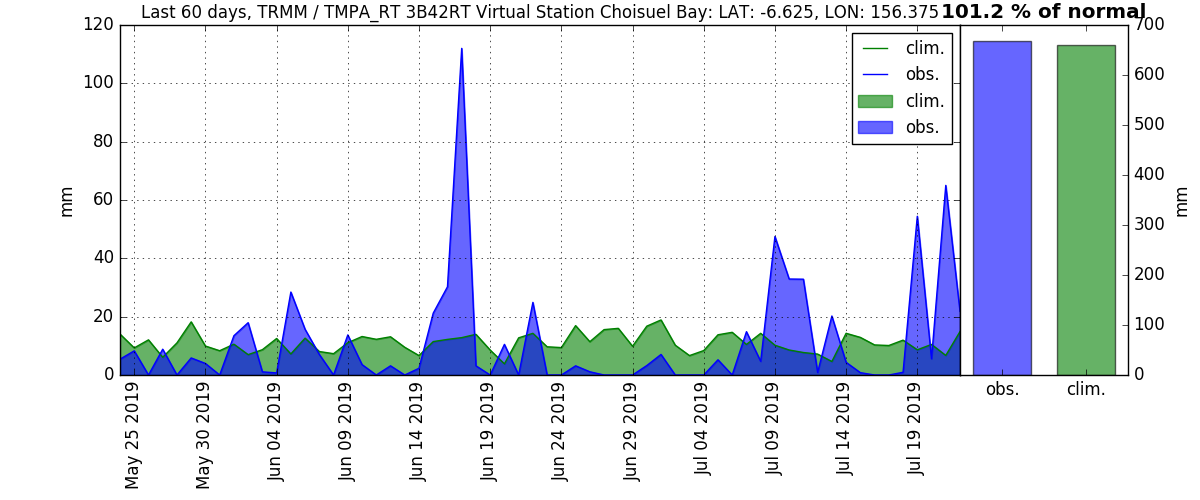 Last 60 days, TRMM / TMPA_RT 3B42RT Virtual Station Choisuel Bay: LAT: -6.625, LON: 156.375
101.2 % of normal
120
100
80
60
40
20
0
mm
clim.
obs.
clim.
obs.
May 25 2019
May 30 2019
Jun 04 2019
Jun 09 2019
Jun 14 2019
Jun 19 2019
Jun 24 2019
Jun 29 2019
Jul 04 2019
Jul 09 2019
Jul 14 2019
Jul 19 2019
700
600
500
400
300
200
100
0
mm
obs.
clim.